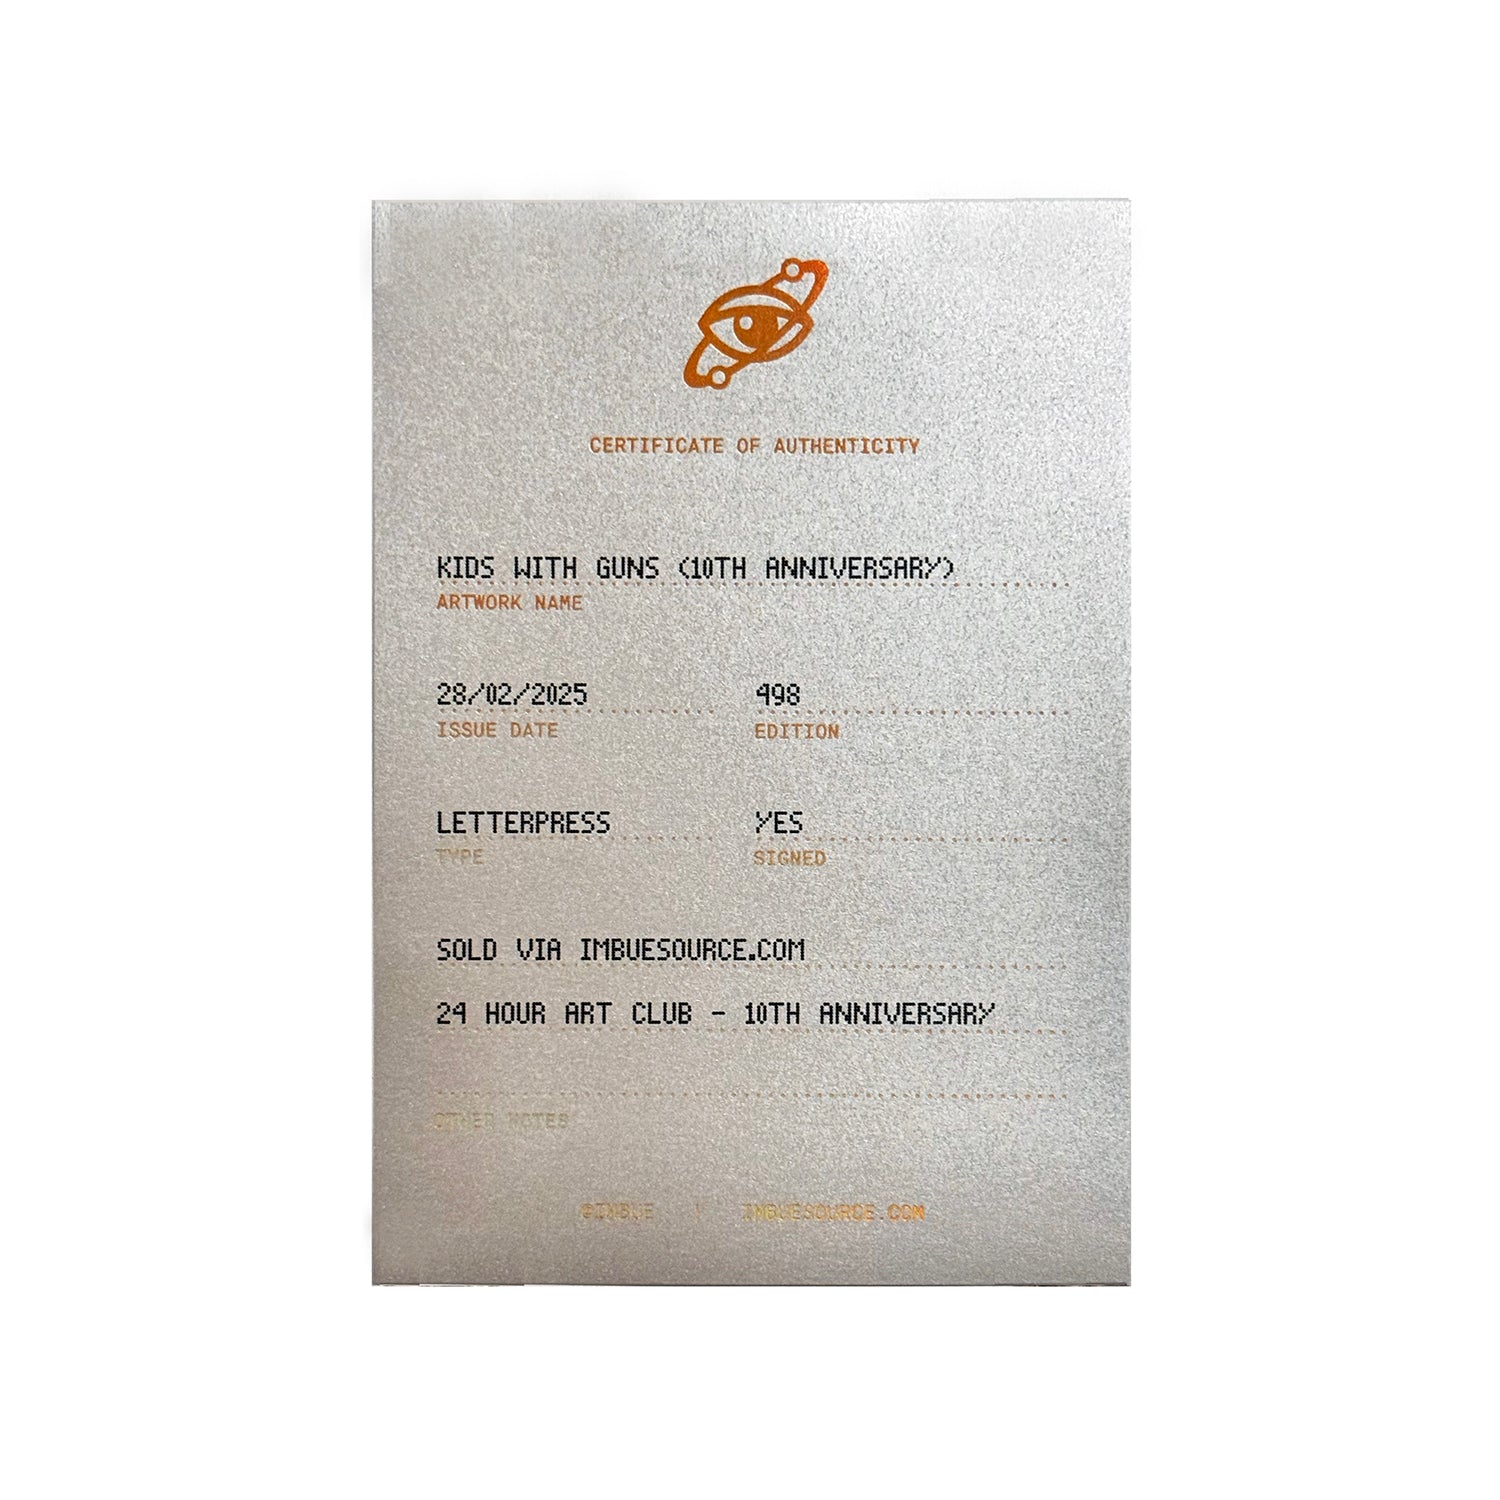 CERTIFICATE OF AUTHENTICITY
KIDS WITH GUNS (10TH ANNIVERSARY)
ARTWORK NAME
28/02/2025 498
ISSUE DATE EDITION
LETTERPRESS YES
TYPE SIGNED
SOLD VIA IMBUESOURCE.COM
24 HOUR ART CLUB - 10TH ANNIVERSARY
OTHER NOTES
@IMBUE / IMBUESOURCE.COM